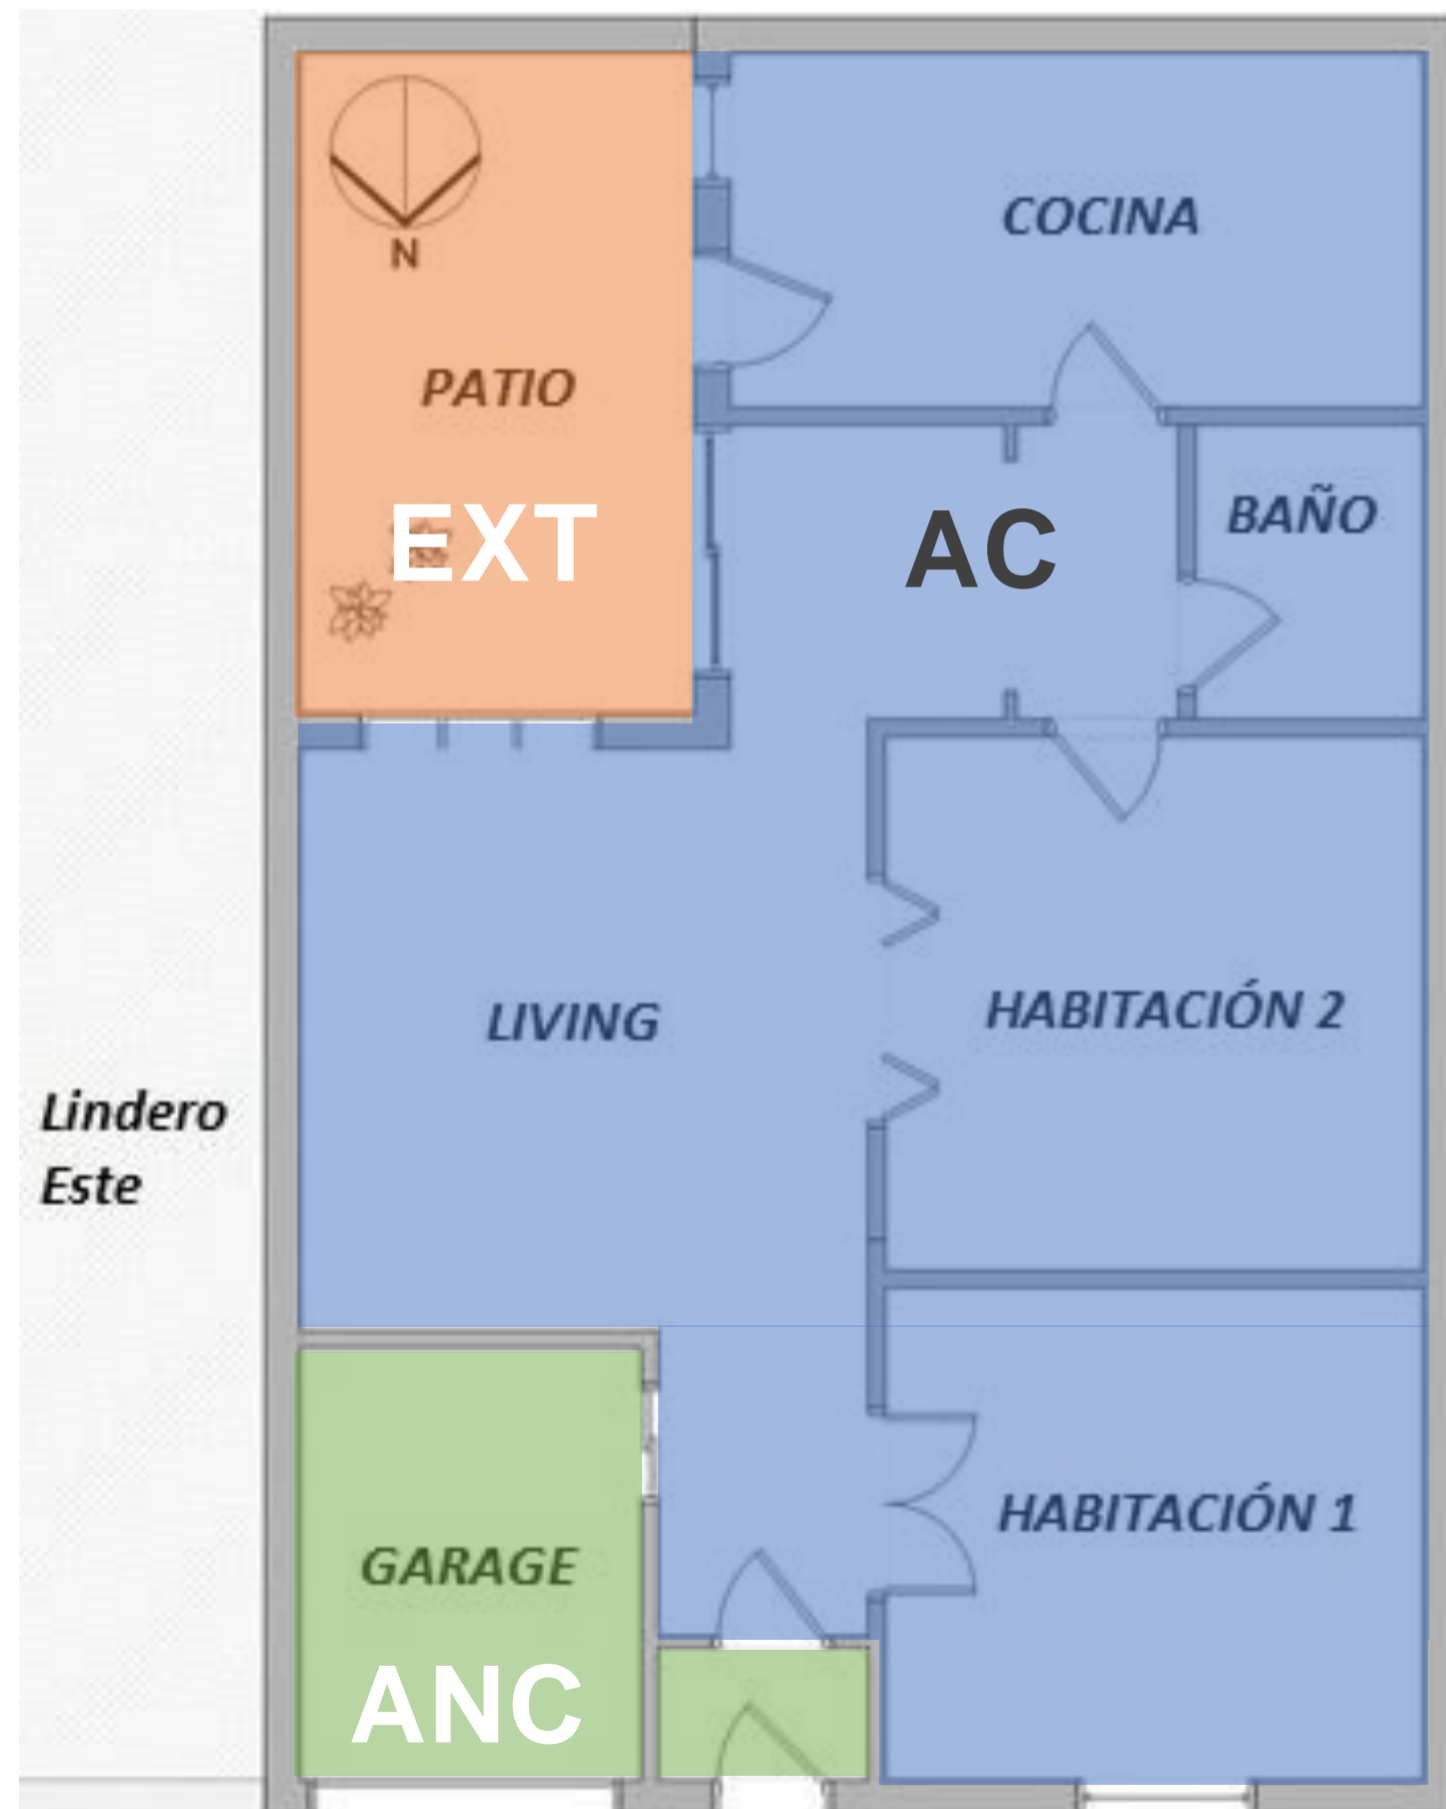 N
COCINA
PATIO
EXT
AC
BAÑO
LIVING
HABITACIÓN 2
Lindero
Este
HABITACIÓN 1
GARAGE
ANC